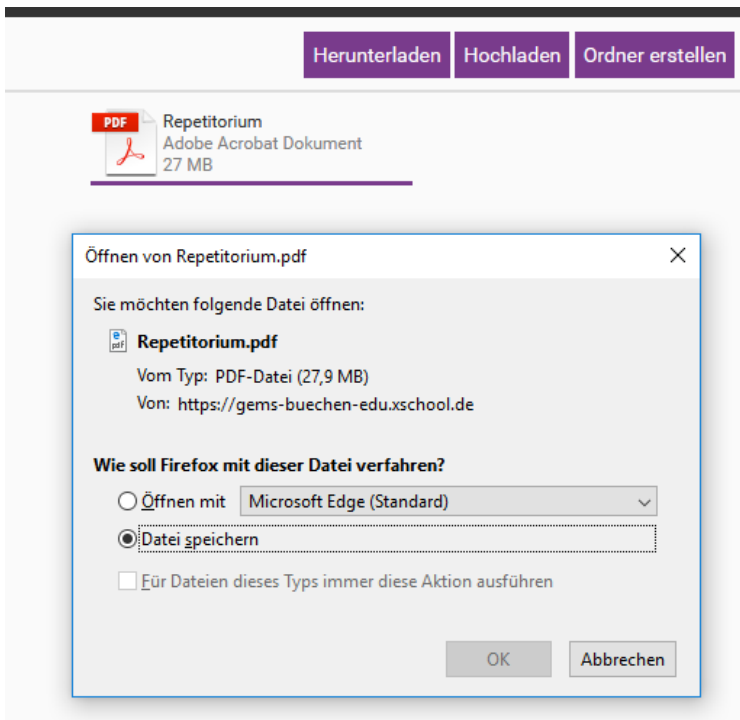 Herunterladen Hochladen Ordner erstellen
PDF Repetitorium
Adobe Acrobat Dokument
27 MB
Öffnen von Repetitorium.pdf
Sie möchten folgende Datei öffnen:
Repetitorium.pdf
Vom Typ: PDF-Datei (27,9 MB)
Von: https://gems-buechen-edu.xschool.de
Wie soll Firefox mit dieser Datei verfahren?
Öffnen mit Microsoft Edge (Standard)
Datei speichern
Für Dateien dieses Typs immer diese Aktion ausführen
OK Abbrechen